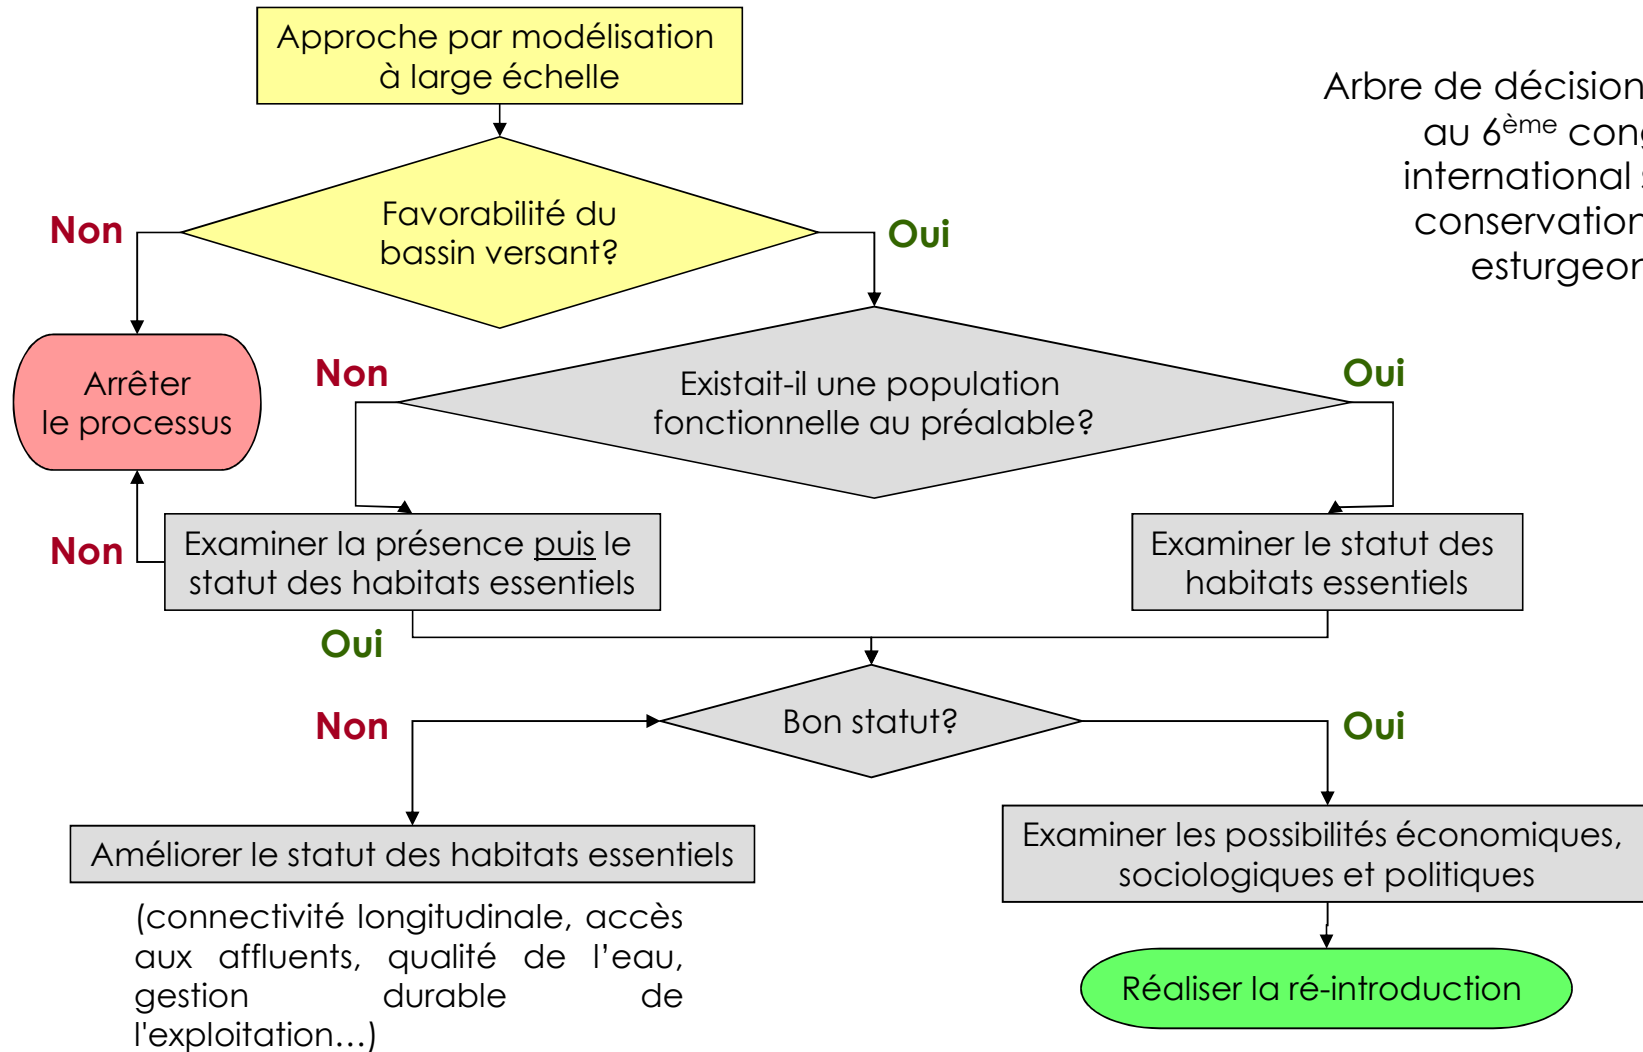 Approche par modélisation
à large échelle
Arbre de décision
au 6ème
international
conservation
Favorabilité du
bassin versant?
Non
Oui
Arrêter
le processus
Non
Existait-il une population
fonctionnelle au préalable?
Oui
Non
Examiner la présence puis le
statut des habitats essentiels
Examiner le statut des
habitats essentiels
Oui
Non
Bon statut?
Oui
Améliorer le statut des habitats essentiels
(connectivité longitudinale, accès
aux affluents, qualité de l’eau,
gestion durable de
l'exploitation…)
Examiner les possibilités économiques,
sociologiques et politiques
Réaliser la ré-introduction